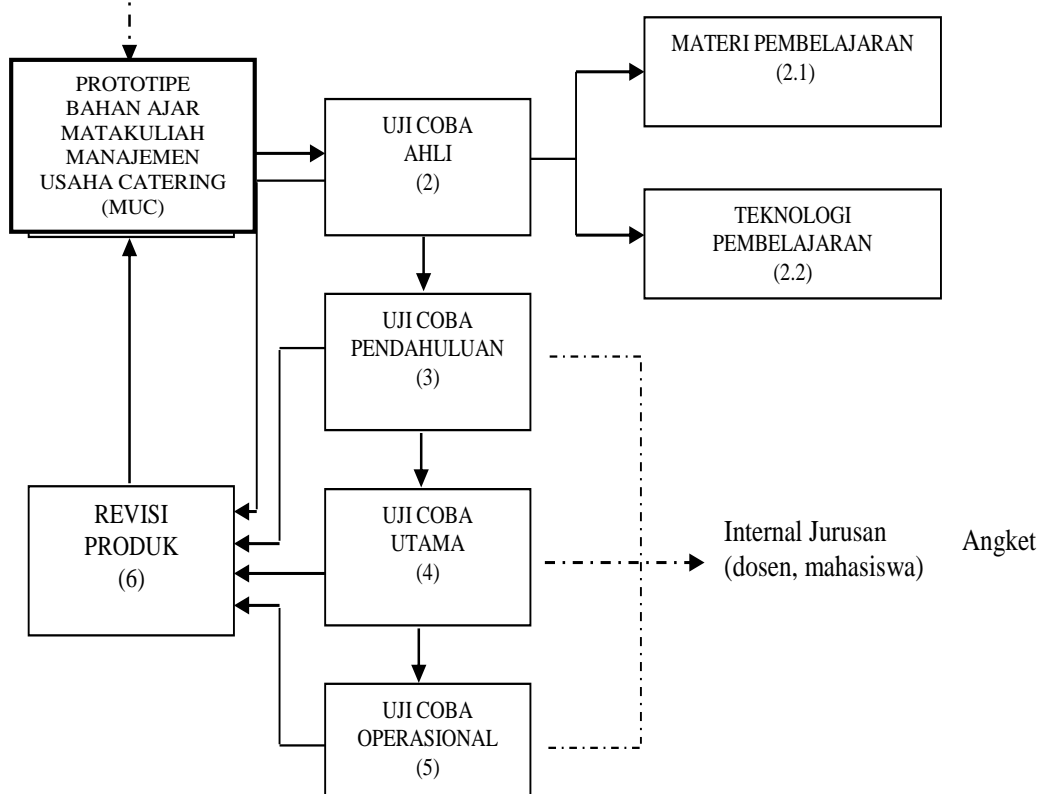 PROTOTIPE
BAHAN AJAR
MATAKULIAH
MANAJEMEN
USAHA CATERING
(MUC)
UJI COBA
AHLI
(2)
MATERI PEMBELAJARAN
(2.1)
TEKNOLOGI
PEMBELAJARAN
(2.2)
UJI COBA
PENDAHULUAN
(3)
REVISI
PRODUK
(6)
UJI COBA
UTAMA
(4)
Internal Jurusan
(dosen, mahasiswa)
Angket
UJI COBA
OPERASIONAL
(5)